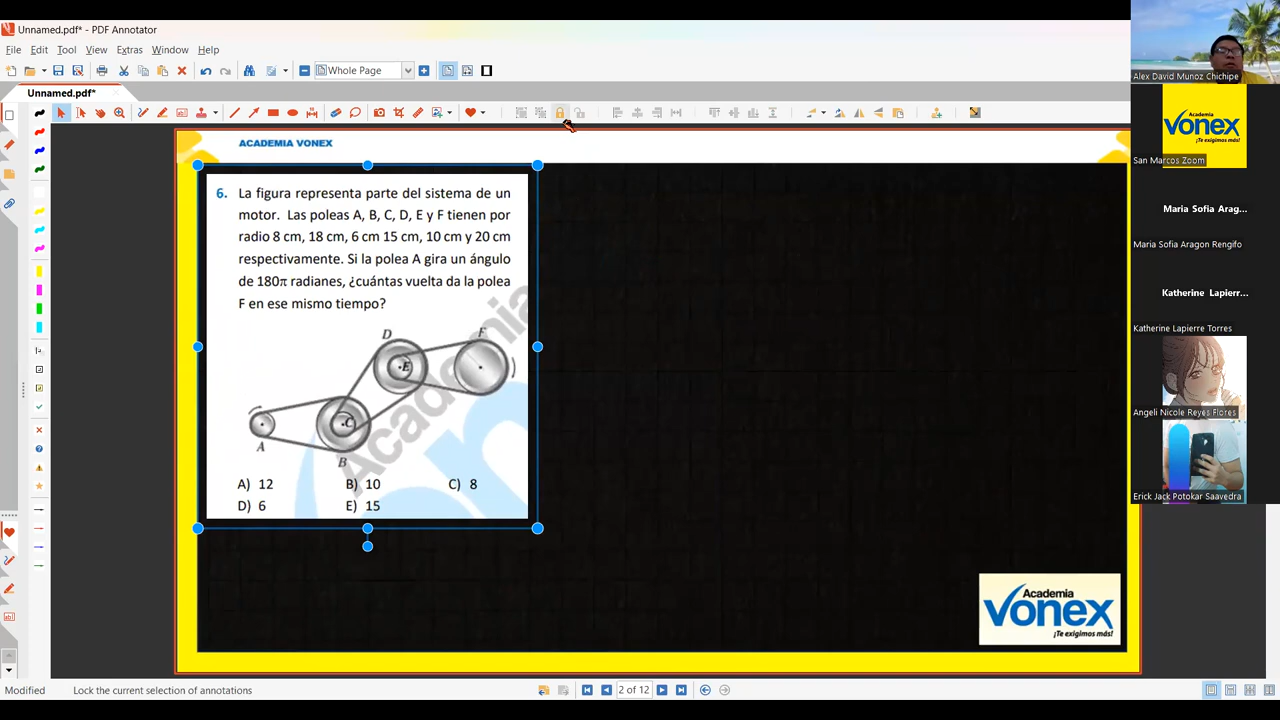 Unnamed.pdf* - PDF Annotator
File Edit Tool View Extras Window Help
Whole Page
Unnamed.pdf*
ACADEMIA VONEX
6. La figura representa parte del sistema de un
motor. Las poleas A, B, C, D, E y F tienen por
radio 8 cm, 18 cm, 6 cm 15 cm, 10 cm y 20 cm
respectivamente. Si la polea A gira un ángulo
de 180π radianes, ¿cuántas vuelta da la polea
F en ese mismo tiempo?
D
F
E
C
A
B
A) 12 B) 10 C) 8
D) 6 E) 15
Academia
Academia
vonex
¡Te exigimos más!
Modified Lock the current selection of annotations
2 of 12
Alex David Munoz Chichipe
Academia
vonex
¡Te exigimos más!
San Marcos Zoom
Maria Sofia Arag...
Maria Sofia Aragon Rengifo
Katherine Lapierr...
Katherine Lapierre Torres
Angeli Nicole Reyes Flores
Erick Jack Potokar Saavedra